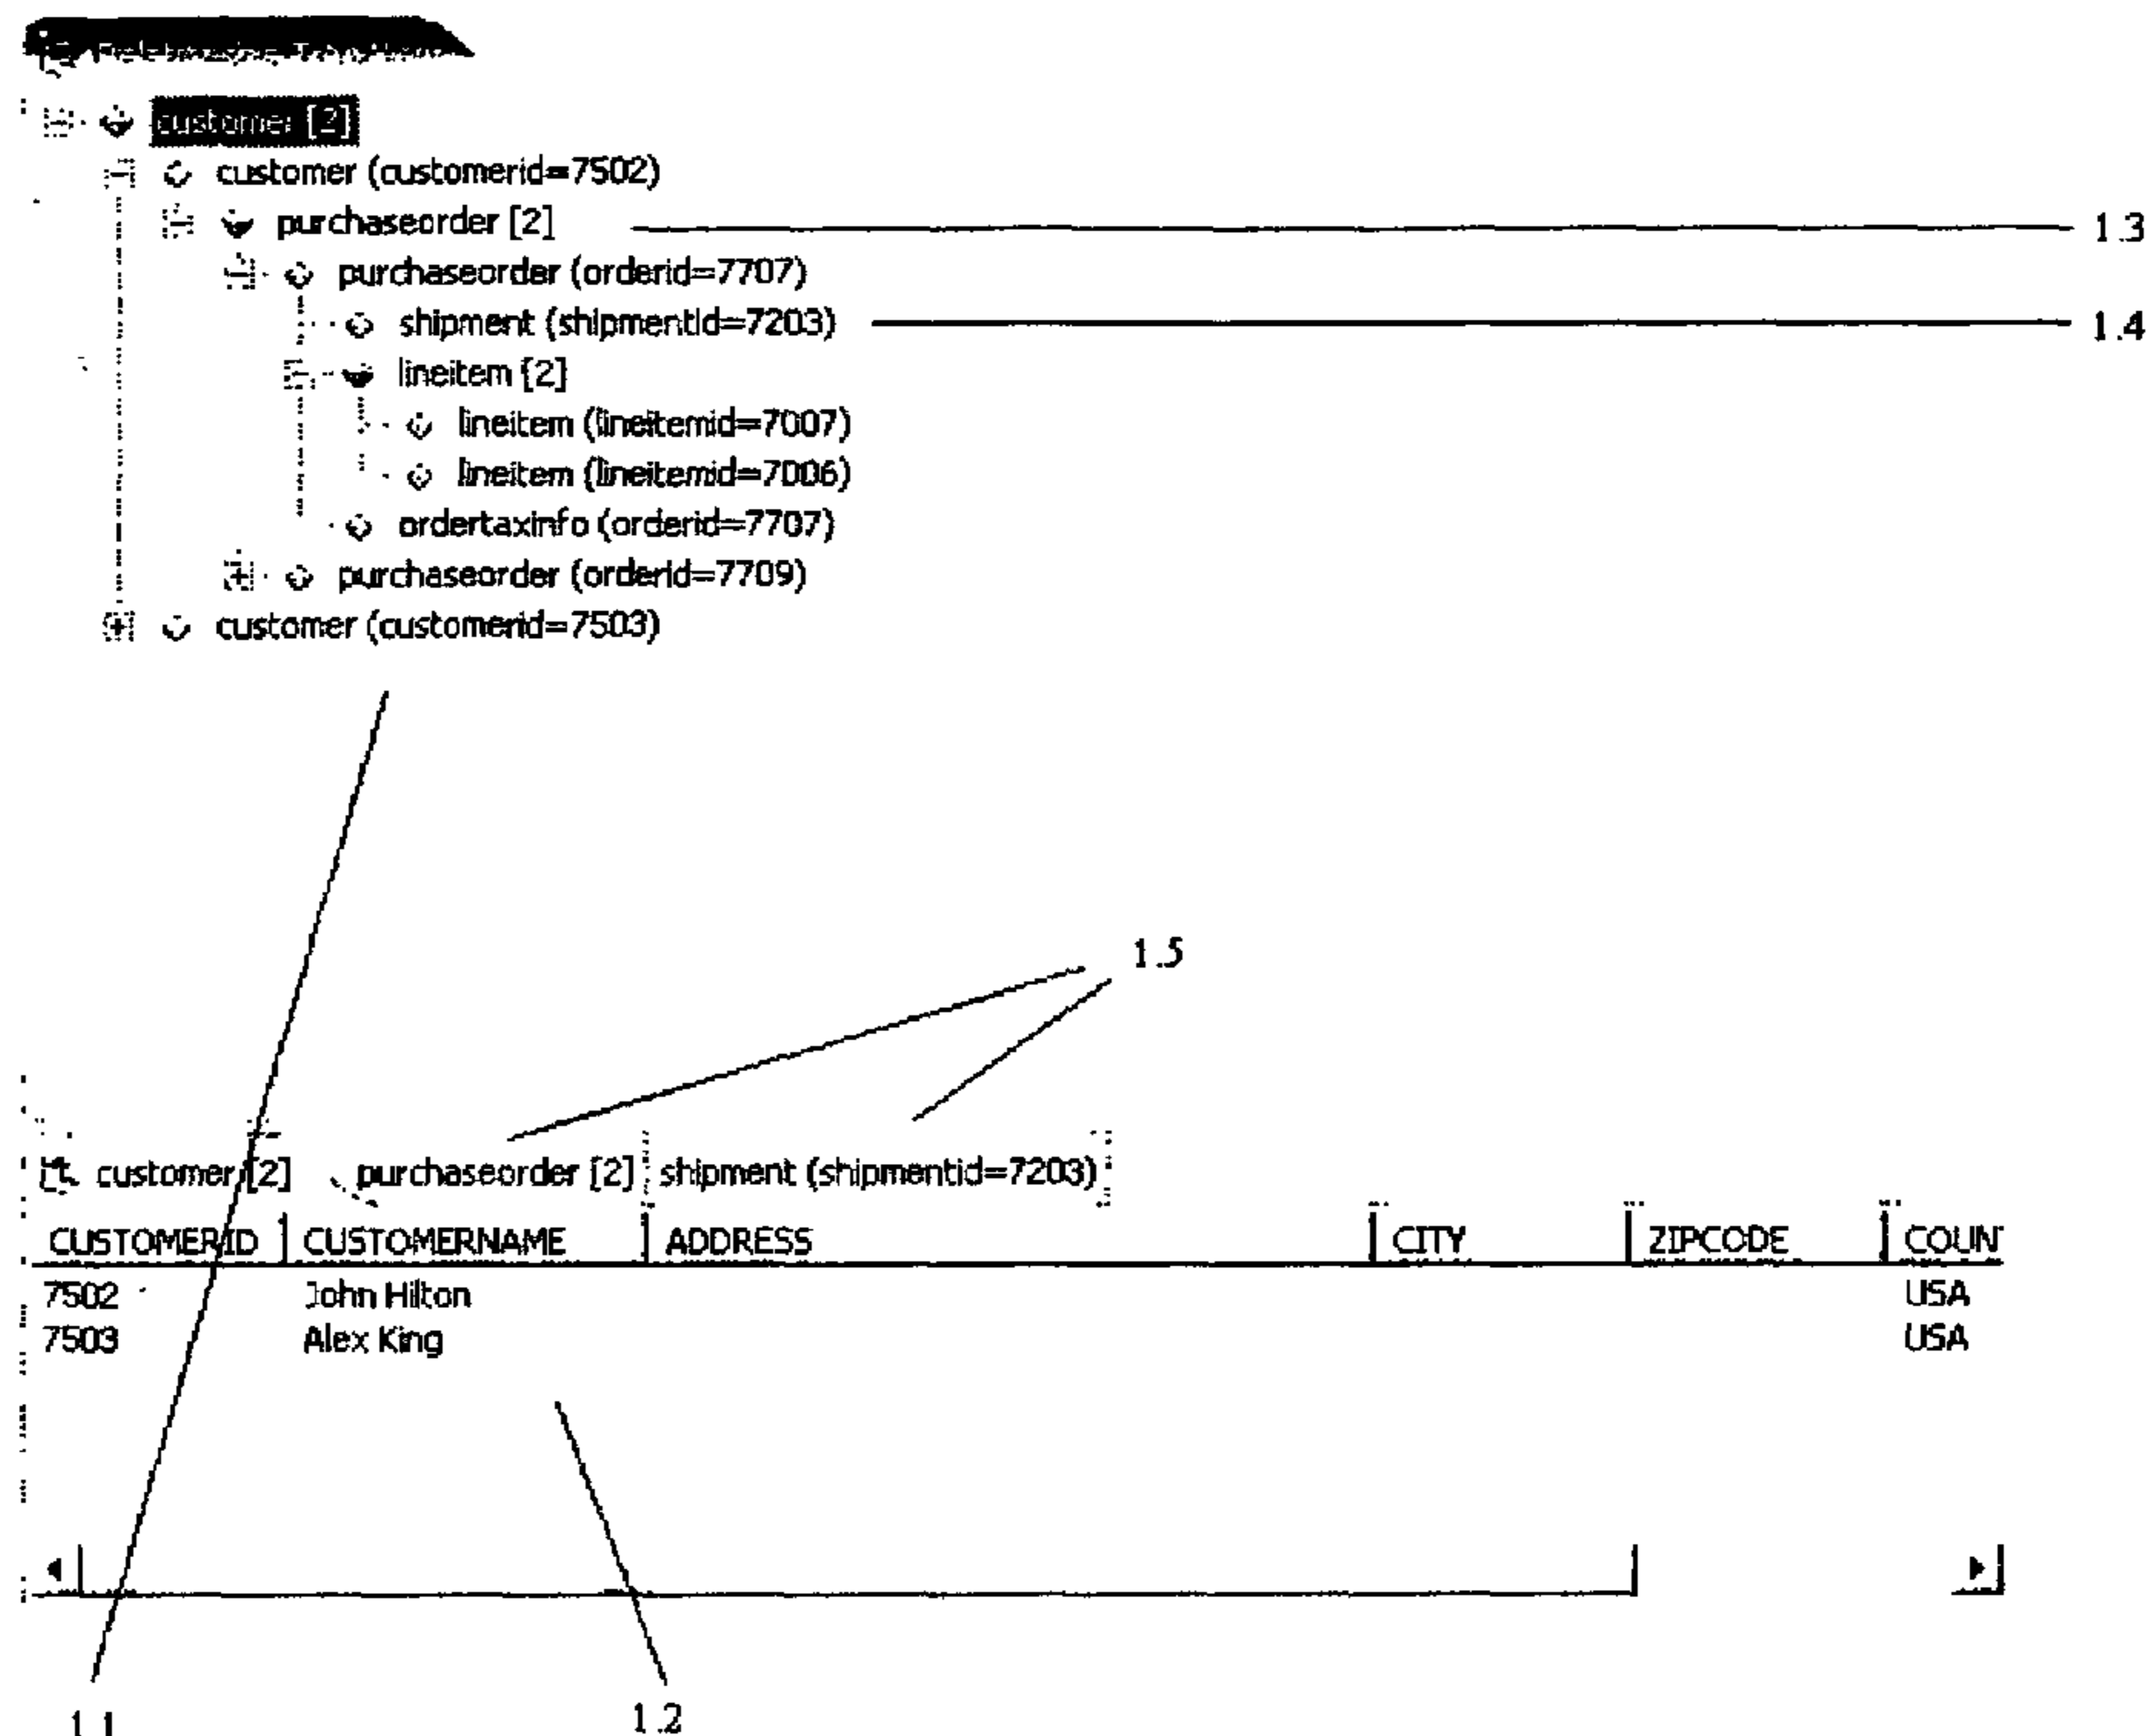 customer [2]
customer (customerid=7502)
purchaseorder [2]
1.3
purchaseorder (orderid=7707)
shipment (shipmentid=7203)
1.4
lineitem [2]
lineitem (lineitemid=7007)
lineitem (lineitemid=7006)
ordertaxinfo (orderid=7707)
purchaseorder (orderid=7709)
customer (customerid=7503)
1.5
customer [2] purchaseorder [2] shipment (shipmentid=7203)
CUSTOMERID CUSTOMERNAME ADDRESS CITY ZIPCODE COUN
7502 John Hilton USA
7503 Alex King USA
1.1 1.2